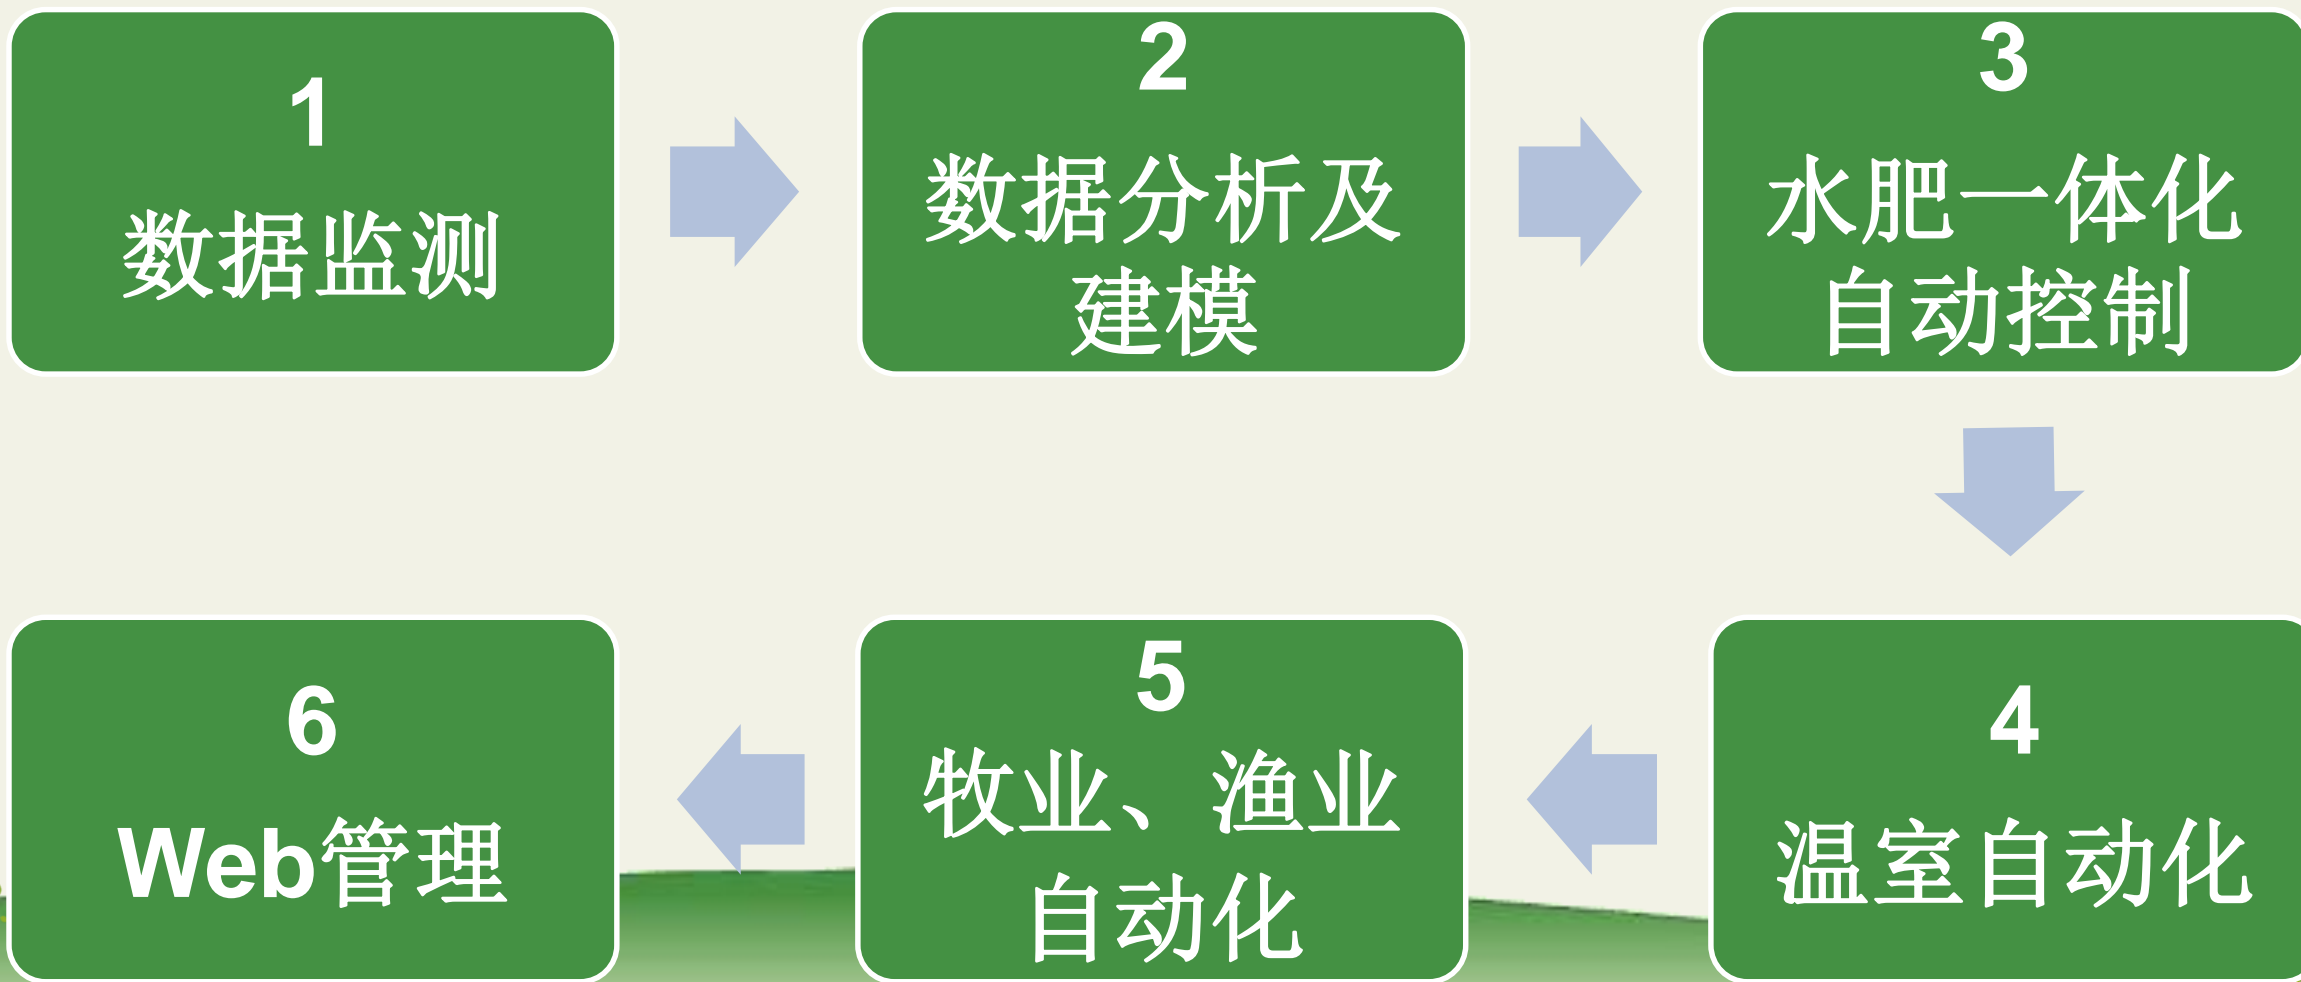 1
数据监测
2
数据分析及
建模
3
水肥一体化
自动控制
4
温室自动化
5
牧业、渔业
自动化
6
Web管理